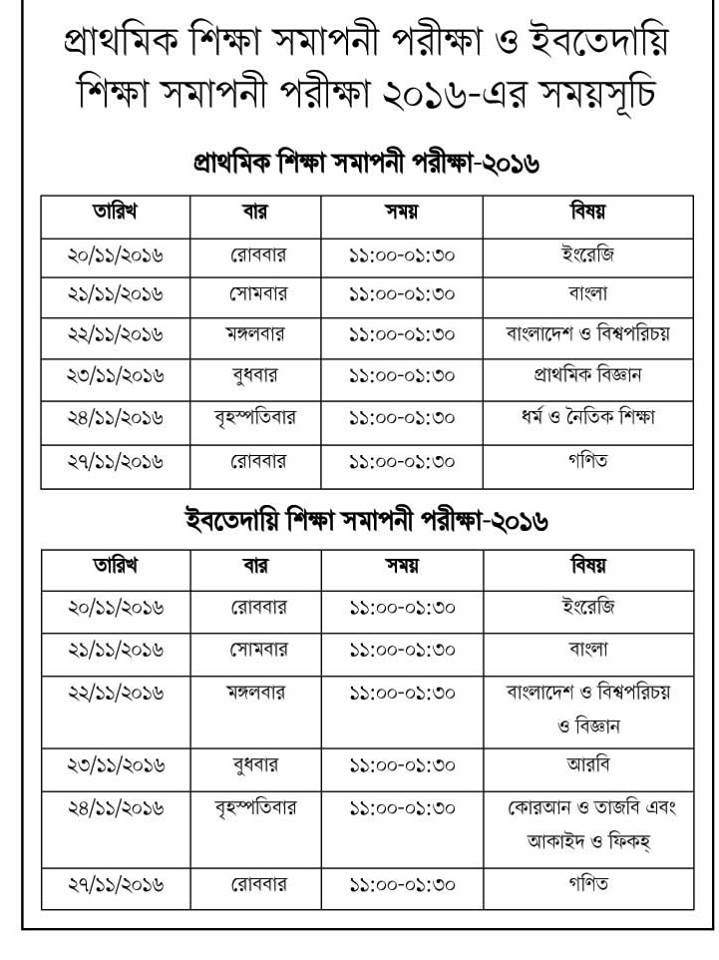 প্রাথমিক শিক্ষা সমাপনী পরীক্ষা ও ইবতেদায়ি
শিক্ষা সমাপনী পরীক্ষা ২০১৬-এর সময়সূচি
প্রাথমিক শিক্ষা সমাপনী পরীক্ষা-২০১৬
তারিখ বার সময় বিষয়
২০/১১/২০১৬ রোববার ১১:০০-০১:৩০ ইংরেজি
২১/১১/২০১৬ সোমবার ১১:০০-০১:৩০ বাংলা
২২/১১/২০১৬ মঙ্গলবার ১১:০০-০১:৩০ বাংলাদেশ ও বিশ্বপরিচয়
২৩/১১/২০১৬ বুধবার ১১:০০-০১:৩০ প্রাথমিক বিজ্ঞান
২৪/১১/২০১৬ বৃহস্পতিবার ১১:০০-০১:৩০ ধর্ম ও নৈতিক শিক্ষা
২৭/১১/২০১৬ রোববার ১১:০০-০১:৩০ গণিত
ইবতেদায়ি শিক্ষা সমাপনী পরীক্ষা-২০১৬
তারিখ বার সময় বিষয়
২০/১১/২০১৬ রোববার ১১:০০-০১:৩০ ইংরেজি
২১/১১/২০১৬ সোমবার ১১:০০-০১:৩০ বাংলা
২২/১১/২০১৬ মঙ্গলবার ১১:০০-০১:৩০ বাংলাদেশ ও বিশ্বপরিচয়
ও বিজ্ঞান
২৩/১১/২০১৬ বুধবার ১১:০০-০১:৩০ আরবি
২৪/১১/২০১৬ বৃহস্পতিবার ১১:০০-০১:৩০ কোরআন ও তাজবি এবং
আকাইদ ও ফিকহ্
২৭/১১/২০১৬ রোববার ১১:০০-০১:৩০ গণিত